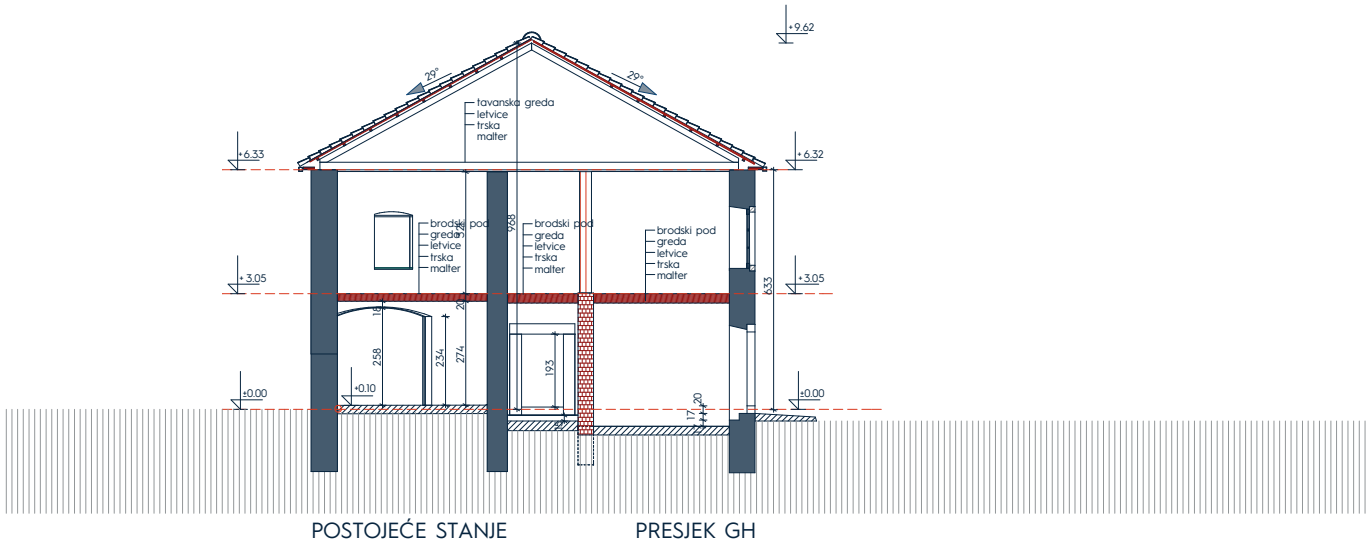 +9.62
29°
29°
tavanska greda
letvice
trska
malter
+6.33
+6.32
968
brodski pod
greda
letvice
trska
malter
brodski pod
greda
letvice
trska
malter
brodski pod
greda
letvice
trska
malter
+3.05
+3.05
633
18
20
258
234
274
193
+0.10
±0.00
±0.00
20
17
POSTOJEĆE STANJE
PRESJEK GH